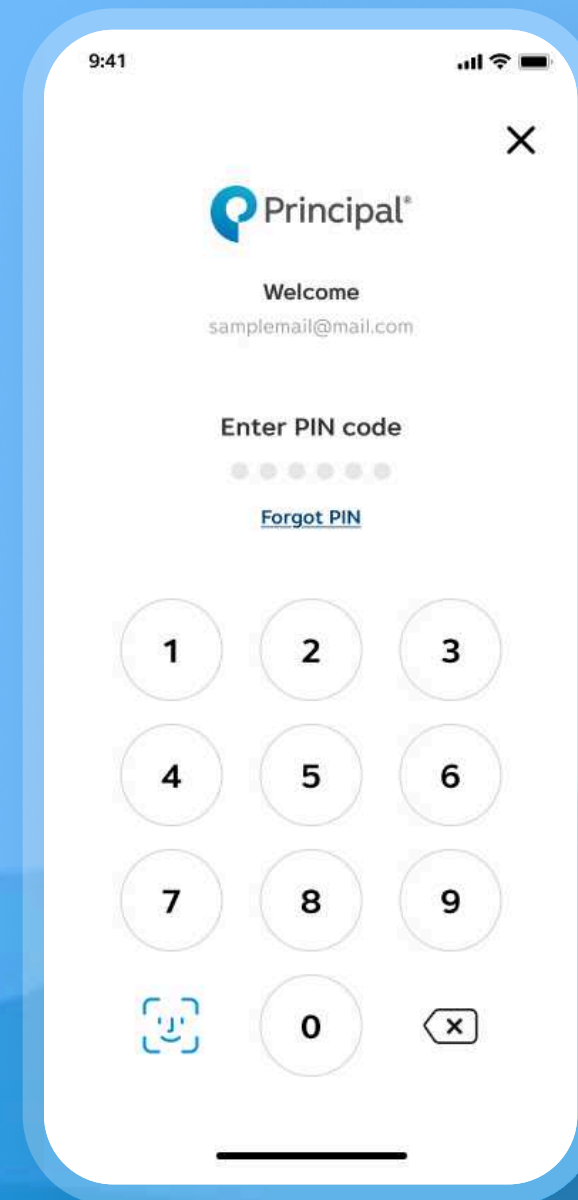 9:41
Principal®
Welcome
samplemail@mail.com
Enter PIN code
Forgot PIN
1 2 3
4 5 6
7 8 9
0